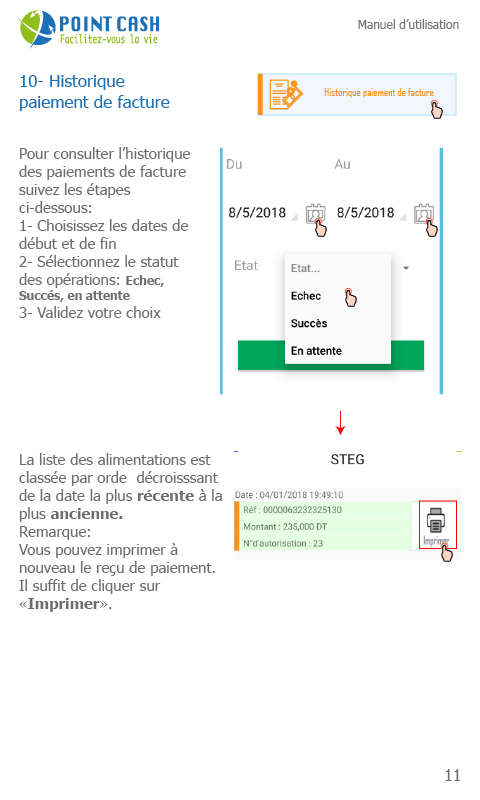 POINT CASH
Facilitez-vous la vie
Manuel d'utilisation
10- Historique
paiement de facture
Historique paiement de facture
Pour consulter l'historique
des paiements de facture
suivez les étapes
ci-dessous:
1- Choisissez les dates de
début et de fin
2- Sélectionnez le statut
des opérations: Echec,
Succés, en attente
3- Validez votre choix
Du
Au
8/5/2018
8/5/2018
Etat
Etat...
Echec
Succès
En attente
La liste des alimentations est
classée par orde décroisssant
de la date la plus récente à la
plus ancienne.
Remarque:
Vous pouvez imprimer à
nouveau le reçu de paiement.
Il suffit de cliquer sur
«Imprimer».
STEG
Date : 04/01/2018 19:49:10
Réf : 0000063232325130
Montant : 235,000 DT
N°d'autorisation : 23
Imprimer
11